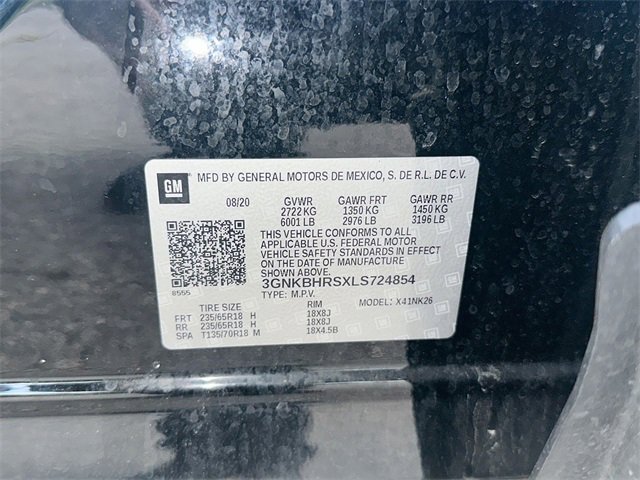 GM
MFD BY GENERAL MOTORS DE MEXICO, S. DE R.L. DE C.V.
08/20 GVWR GAWR FRT GAWR RR
2722 KG 1350 KG 1450 KG
6001 LB 2976 LB 3196 LB
THIS VEHICLE CONFORMS TO ALL
APPLICABLE U.S. FEDERAL MOTOR
VEHICLE SAFETY STANDARDS IN EFFECT
ON THE DATE OF MANUFACTURE
SHOWN ABOVE.
3GNKBHRSXLS724854
8555
TYPE: M.P.V. MODEL: X41NK26
TIRE SIZE RIM
FRT 235/65R18 H 18X8J
RR 235/65R18 H 18X8J
SPA T135/70R18 M 18X4.5B